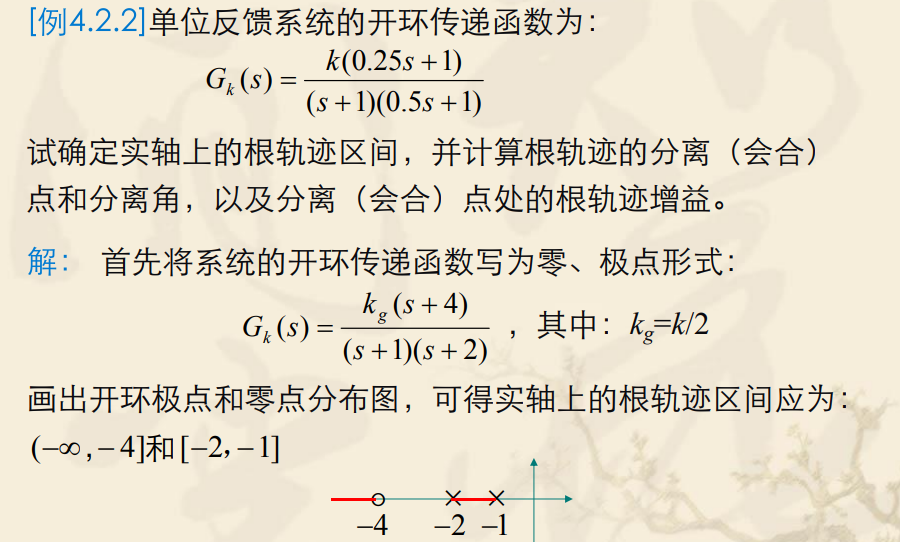 [例4.2.2]单位反馈系统的开环传递函数为：
G_k(s) = \frac{k(0.25s+1)}{(s+1)(0.5s+1)}
试确定实轴上的根轨迹区间，并计算根轨迹的分离（会合）
点和分离角，以及分离（会合）点处的根轨迹增益。
解： 首先将系统的开环传递函数写为零、极点形式：
G_k(s) = \frac{k_g(s+4)}{(s+1)(s+2)} ，其中：k_g=k/2
画出开环极点和零点分布图，可得实轴上的根轨迹区间应为：
(−∞,−4]和[−2,−1]
−4 −2 −1